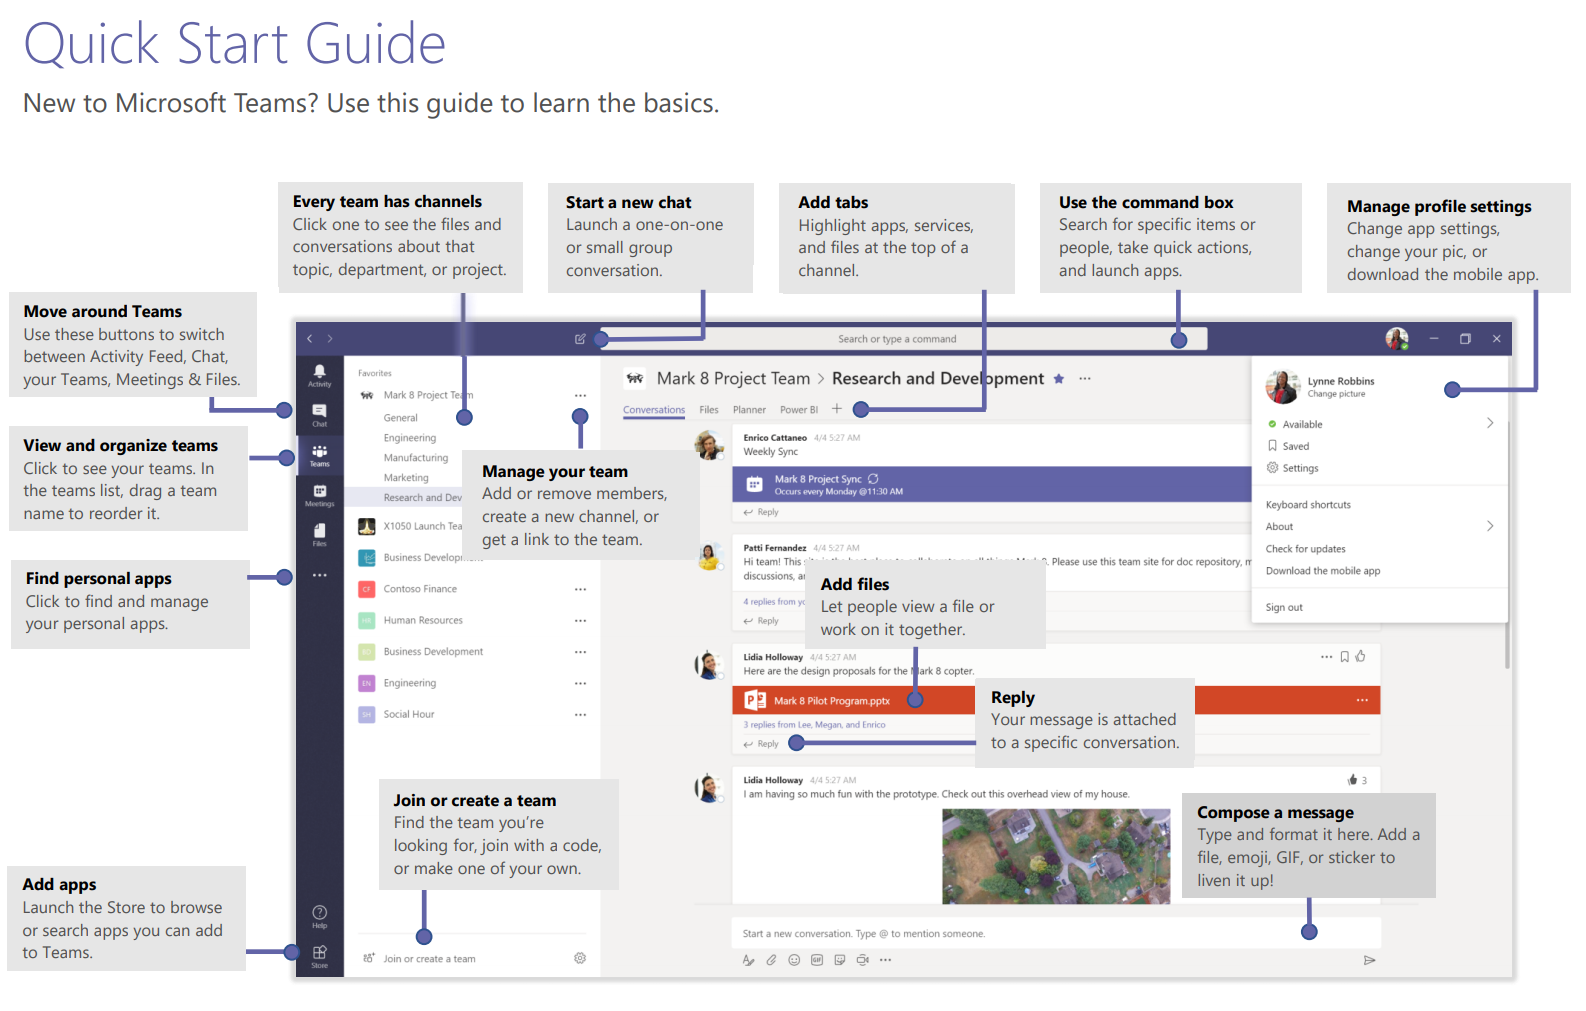 Quick Start Guide
New to Microsoft Teams? Use this guide to learn the basics.
Every team has channels
Click one to see the files and
conversations about that
topic, department, or project.
Start a new chat
Launch a one-on-one
or small group
conversation.
Add tabs
Highlight apps, services,
and files at the top of a
channel.
Use the command box
Search for specific items or
people, take quick actions,
and launch apps.
Manage profile settings
Change app settings,
change your pic, or
download the mobile app.
Move around Teams
Use these buttons to switch
between Activity Feed, Chat,
your Teams, Meetings & Files.
View and organize teams
Click to see your teams. In
the teams list, drag a team
name to reorder it.
Find personal apps
Click to find and manage
your personal apps.
Add apps
Launch the Store to browse
or search apps you can add
to Teams.
Search or type a command
Activity
Chat
Teams
Meetings
Files
Help
Store
Favorites
Mark 8 Project Team
General
Engineering
Manufacturing
Marketing
Research and Dev
X1050 Launch Tea
Business Developm
CF Contoso Finance
HR Human Resources
BD Business Development
EN Engineering
SH Social Hour
Manage your team
Add or remove members,
create a new channel, or
get a link to the team.
Join or create a team
Find the team you’re
looking for, join with a code,
or make one of your own.
Join or create a team
Mark 8 Project Team > Research and Development
Conversations Files Planner Power BI +
Enrico Cattaneo 4/4 5:27 AM
Weekly Sync
Mark 8 Project Sync
Occurs every Monday @11:30 AM
Reply
Patti Fernandez 4/4 5:27 AM
Hi team! This site is the best place to collaborate on all things Mark 8. Please use this team site for doc repository, m
discussions, a
4 replies from yo
Reply
Add files
Let people view a file or
work on it together.
Lidia Holloway 4/4 5:27 AM
Here are the design proposals for the Mark 8 copter.
Mark 8 Pilot Program.pptx
3 replies from Lee, Megan, and Enrico
Reply
Reply
Your message is attached
to a specific conversation.
Lidia Holloway 4/4 5:27 AM
3
I am having so much fun with the prototype. Check out this overhead view of my house.
Compose a message
Type and format it here. Add a
file, emoji, GIF, or sticker to
liven it up!
Start a new conversation. Type @ to mention someone.
GIF
Lynne Robbins
Change picture
Available
Saved
Settings
Keyboard shortcuts
About
Check for updates
Download the mobile app
Sign out